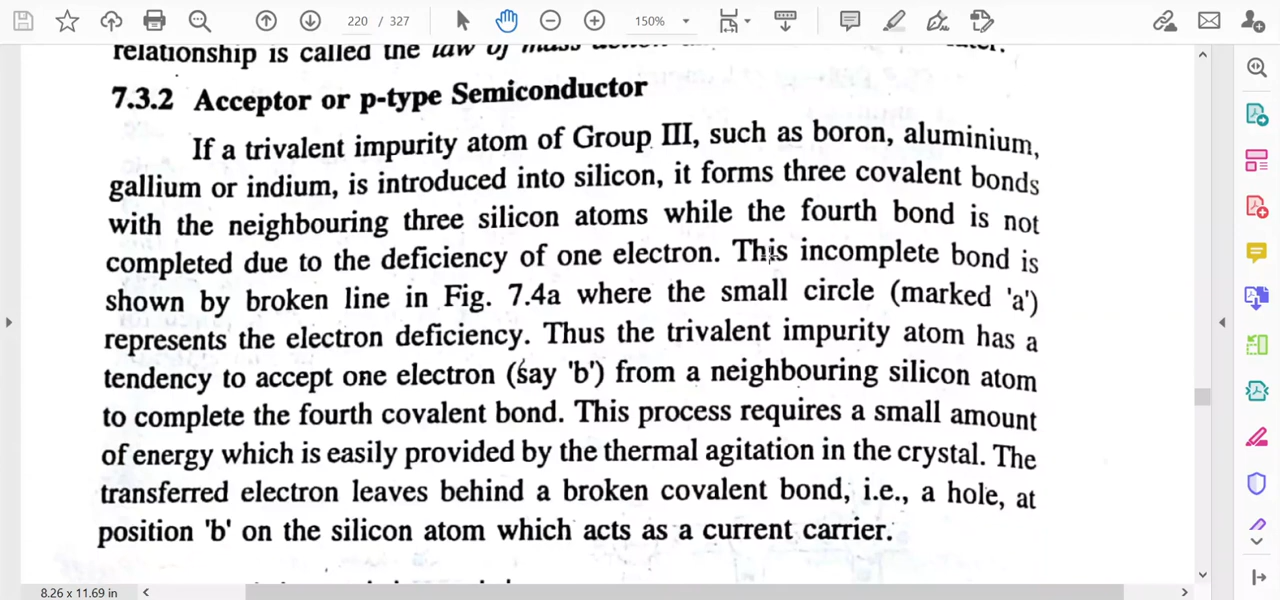 220 / 327
150%
relationship is called the law of mass
7.3.2 Acceptor or p-type Semiconductor
If a trivalent impurity atom of Group III, such as boron, aluminium,
gallium or indium, is introduced into silicon, it forms three covalent bonds
with the neighbouring three silicon atoms while the fourth bond is not
completed due to the deficiency of one electron. This incomplete bond is
shown by broken line in Fig. 7.4a where the small circle (marked 'a')
represents the electron deficiency. Thus the trivalent impurity atom has a
tendency to accept one electron (say 'b') from a neighbouring silicon atom
to complete the fourth covalent bond. This process requires a small amount
of energy which is easily provided by the thermal agitation in the crystal. The
transferred electron leaves behind a broken covalent bond, i.e., a hole, at
position 'b' on the silicon atom which acts as a current carrier.
8.26 x 11.69 in